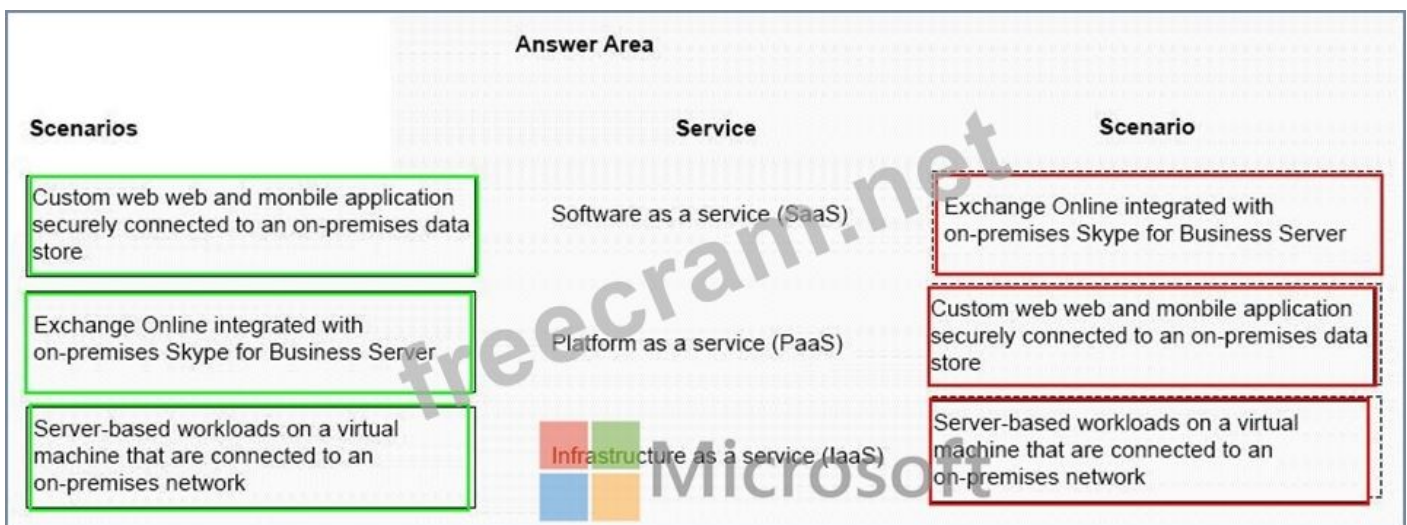 Answer Area
Scenarios
Service
Scenario
Custom web web and monbile application
securely connected to an on-premises data
store
Software as a service (SaaS)
Exchange Online integrated with
on-premises Skype for Business Server
Exchange Online integrated with
on-premises Skype for Business Server
Platform as a service (PaaS)
Custom web web and monbile application
securely connected to an on-premises data
store
Server-based workloads on a virtual
machine that are connected to an
on-premises network
Infrastructure as a service (IaaS)
Server-based workloads on a virtual
machine that are connected to an
on-premises network
freecram.net
Microsoft